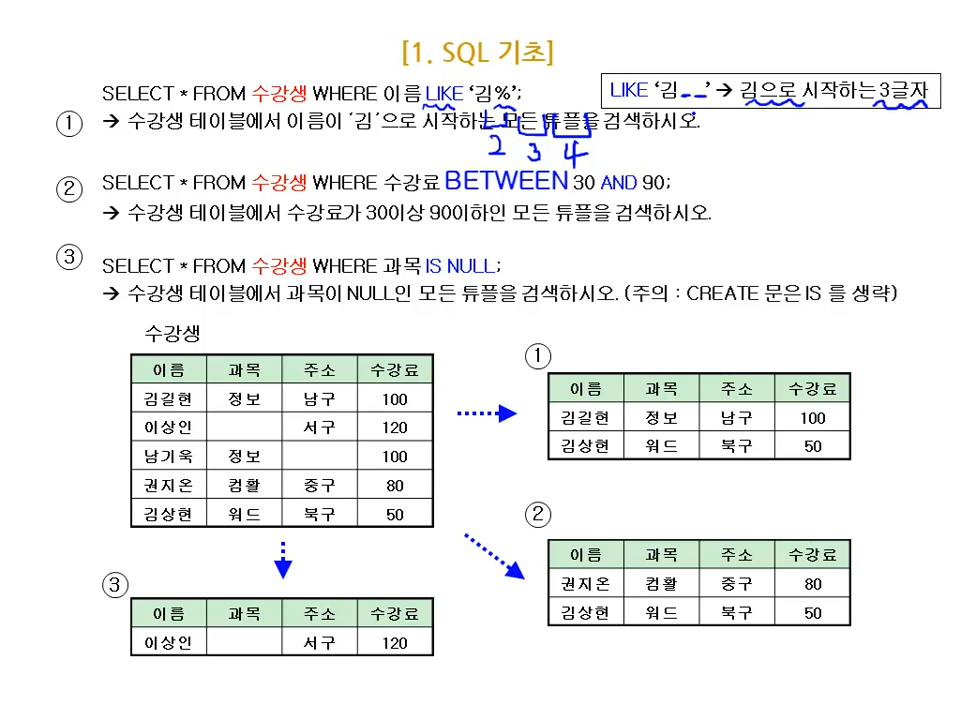 [1. SQL 기초]
SELECT * FROM 수강생 WHERE 이름 LIKE ‘김%’;
LIKE ‘김_ _’ → 김으로 시작하는 3글자
① → 수강생 테이블에서 이름이 ‘김’으로 시작하는 모든 튜플을 검색하시오.
2 3 4
② SELECT * FROM 수강생 WHERE 수강료 BETWEEN 30 AND 90;
→ 수강생 테이블에서 수강료가 30이상 90이하인 모든 튜플을 검색하시오.
③ SELECT * FROM 수강생 WHERE 과목 IS NULL;
→ 수강생 테이블에서 과목이 NULL인 모든 튜플을 검색하시오. (주의 : CREATE 문은 IS 를 생략)
수강생
이름 과목 주소 수강료
김길현 정보 남구 100
이상인 서구 120
남기욱 정보 100
권지온 컴활 중구 80
김상현 워드 북구 50
①
이름 과목 주소 수강료
김길현 정보 남구 100
김상현 워드 북구 50
②
이름 과목 주소 수강료
권지온 컴활 중구 80
김상현 워드 북구 50
③
이름 과목 주소 수강료
이상인 서구 120